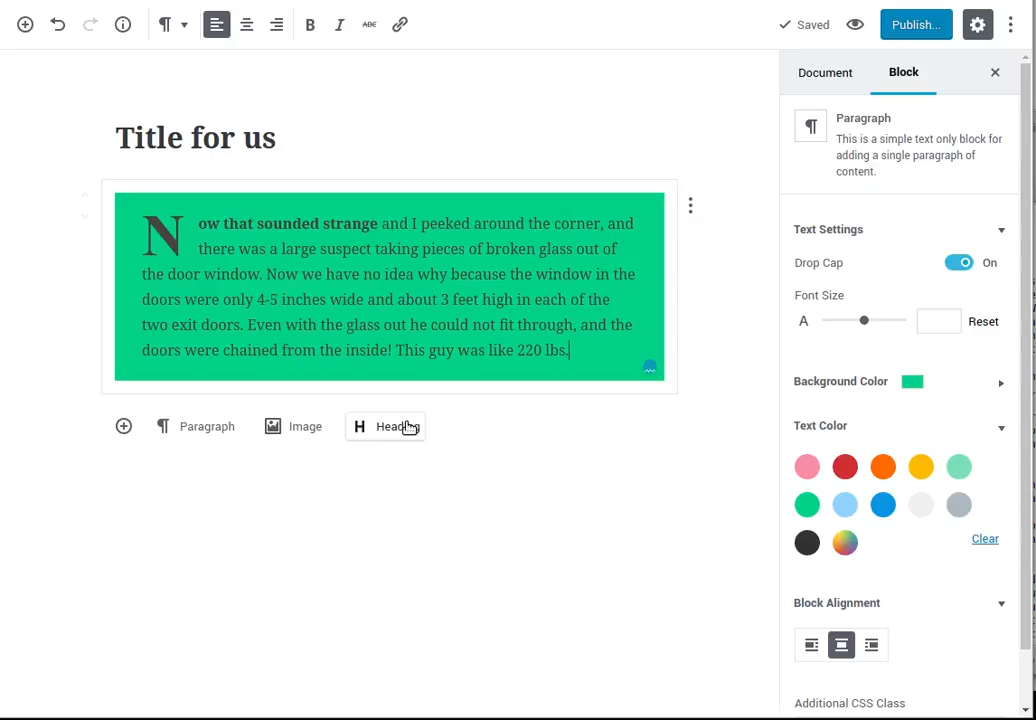 B I ABC Saved Publish...
Document Block
Paragraph
This is a simple text only block for
adding a single paragraph of
content.
Title for us
Now that sounded strange and I peeked around the corner, and
there was a large suspect taking pieces of broken glass out of
the door window. Now we have no idea why because the window in the
doors were only 4-5 inches wide and about 3 feet high in each of the
two exit doors. Even with the glass out he could not fit through, and the
doors were chained from the inside! This guy was like 220 lbs.
Paragraph Image H Heading
Text Settings
Drop Cap On
Font Size
A Reset
Background Color
Text Color
Clear
Block Alignment
Additional CSS Class